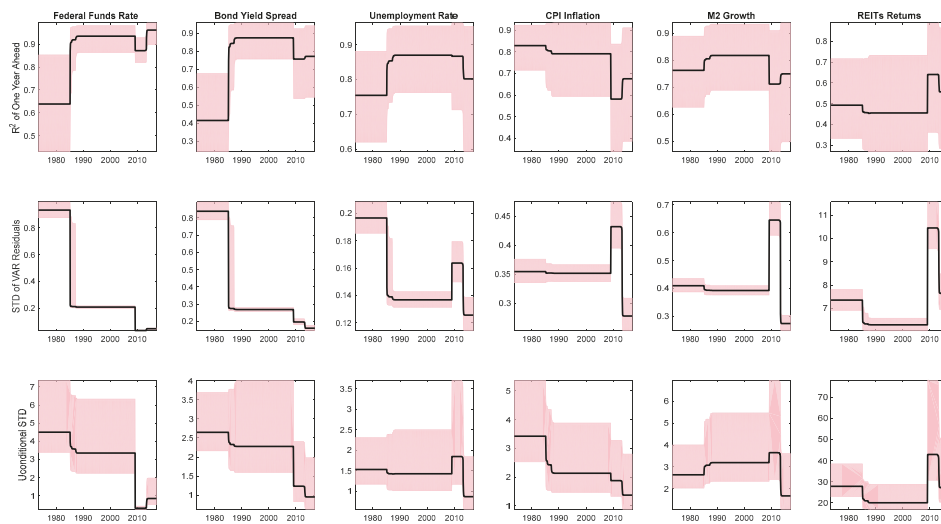 Federal Funds Rate Bond Yield Spread Unemployment Rate CPI Inflation M2 Growth REITs Returns
R² of One Year Ahead
0.9 0.8 0.7 0.6 0.5
0.9 0.8 0.7 0.6 0.5 0.4 0.3
0.9 0.8 0.7 0.6
0.9 0.8 0.7 0.6 0.5 0.4
0.9 0.8 0.7 0.6 0.5 0.4
0.8 0.7 0.6 0.5 0.4 0.3
1980 1990 2000 2010 1980 1990 2000 2010 1980 1990 2000 2010 1980 1990 2000 2010 1980 1990 2000 2010 1980 1990 2000 2010
STD of VAR Residuals
0.8 0.6 0.4 0.2
0.8 0.7 0.6 0.5 0.4 0.3 0.2
0.2 0.18 0.16 0.14 0.12
0.45 0.4 0.35 0.3
0.7 0.6 0.5 0.4 0.3
11 10 9 8 7
1980 1990 2000 2010 1980 1990 2000 2010 1980 1990 2000 2010 1980 1990 2000 2010 1980 1990 2000 2010 1980 1990 2000 2010
Uconditional STD
7 6 5 4 3 2 1
4 3.5 3 2.5 2 1.5 1
3.5 3 2.5 2 1.5 1
5 4 3 2 1
6 5 4 3 2
70 60 50 40 30 20
1980 1990 2000 2010 1980 1990 2000 2010 1980 1990 2000 2010 1980 1990 2000 2010 1980 1990 2000 2010 1980 1990 2000 2010